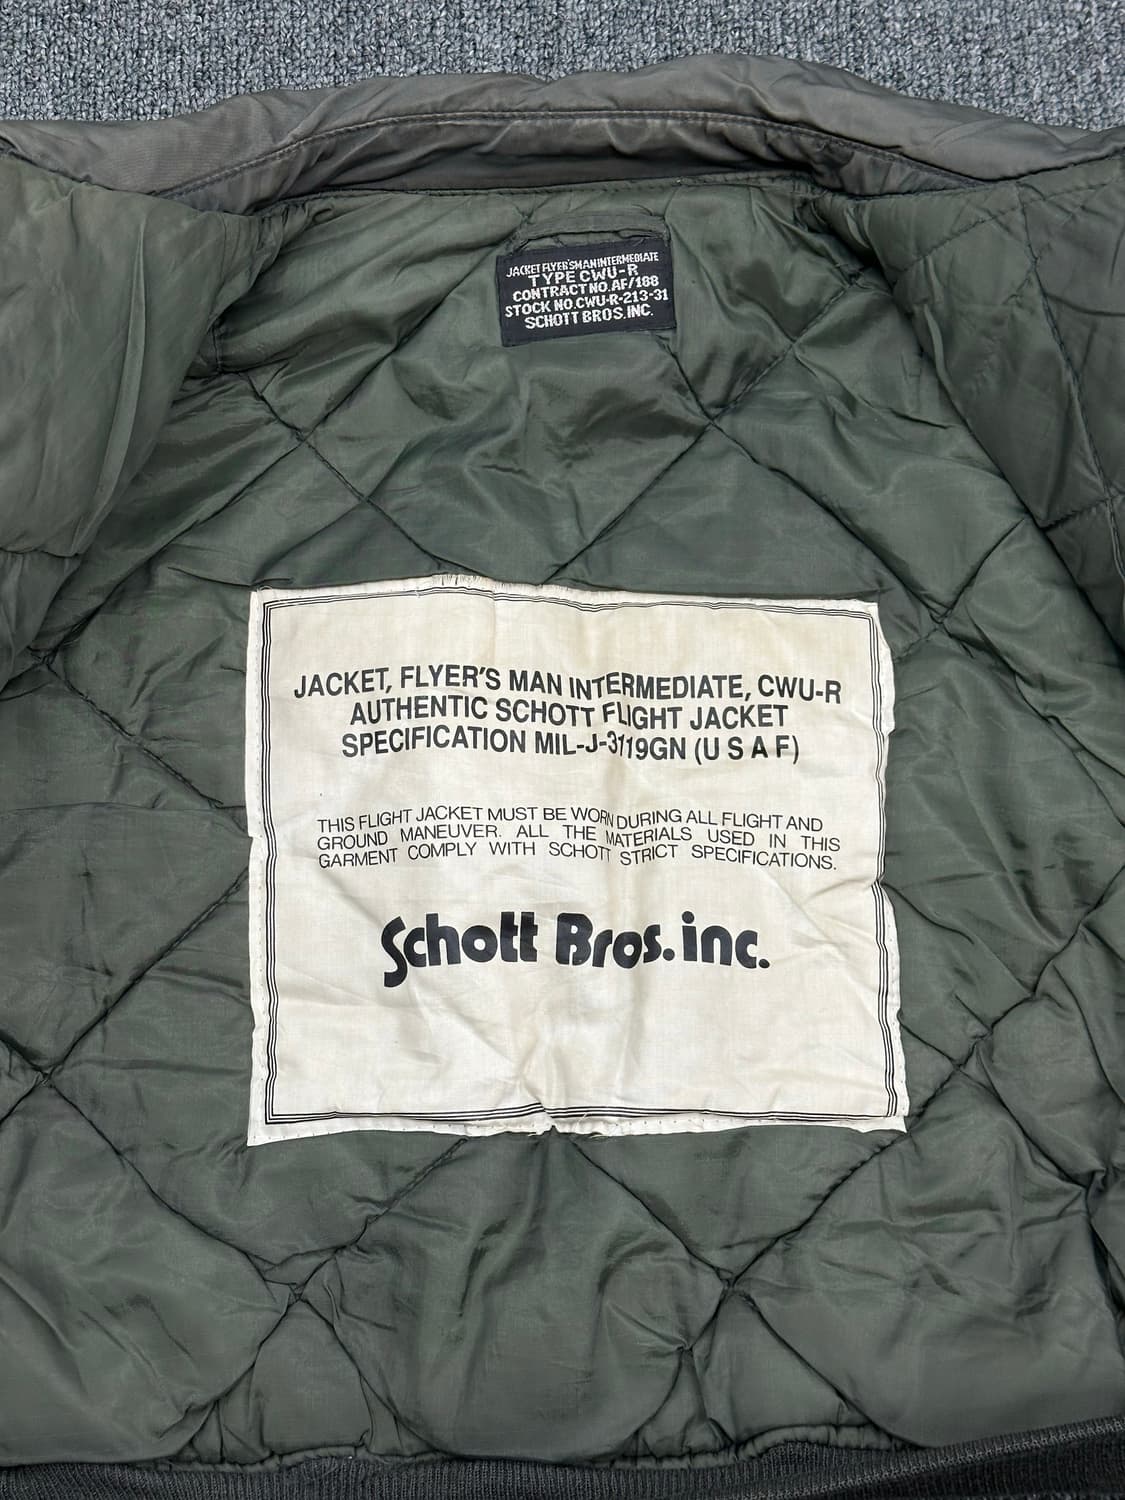 JACKET FLYER'SMAN INTERMEDIATE
TYPE CWU-R
CONTRACT NO. AF/188
STOCK NO. CWU-R-213-31
SCHOTT BROS. INC.
JACKET, FLYER'S MAN INTERMEDIATE, CWU-R
AUTHENTIC SCHOTT FLIGHT JACKET
SPECIFICATION MIL-J-3119GN (U S A F)
THIS FLIGHT JACKET MUST BE WORN DURING ALL FLIGHT AND
GROUND MANEUVER. ALL THE MATERIALS USED IN THIS
GARMENT COMPLY WITH SCHOTT STRICT SPECIFICATIONS.
Schott Bros. inc.